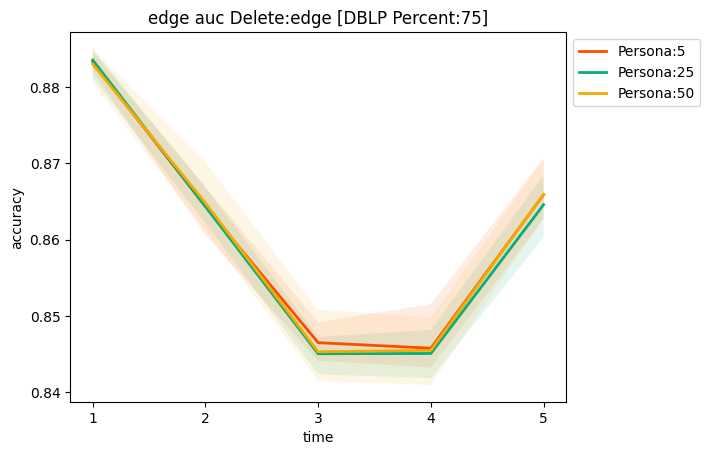 edge auc Delete:edge [DBLP Percent:75]
Persona:5
Persona:25
Persona:50
accuracy
0.88
0.87
0.86
0.85
0.84
1
2
3
4
5
time